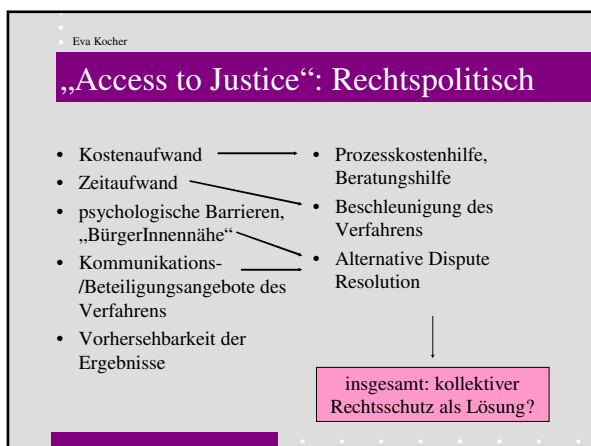 Eva Kocher
„Access to Justice“: Rechtspolitisch
• Kostenaufwand
• Zeitaufwand
• psychologische Barrieren,
„BürgerInnennähe“
• Kommunikations-
/Beteiligungsangebote des
Verfahrens
• Vorhersehbarkeit der
Ergebnisse
• Prozesskostenhilfe,
Beratungshilfe
• Beschleunigung des
Verfahrens
• Alternative Dispute
Resolution
insgesamt: kollektiver
Rechtsschutz als Lösung?